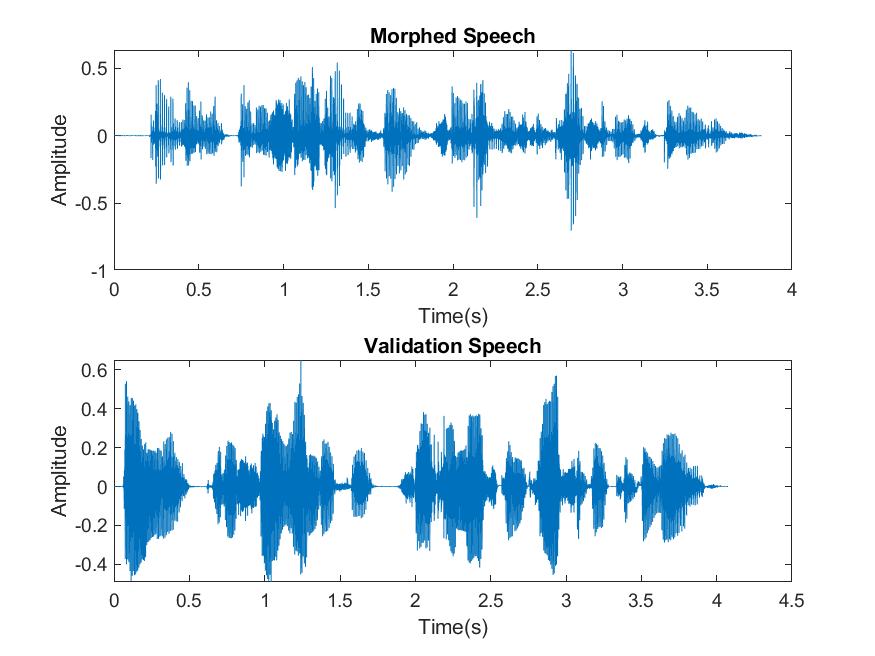 Morphed Speech
0.5
0
-0.5
-1
Amplitude
0 0.5 1 1.5 2 2.5 3 3.5 4
Time(s)
Validation Speech
0.6
0.4
0.2
0
-0.2
-0.4
Amplitude
0 0.5 1 1.5 2 2.5 3 3.5 4 4.5
Time(s)